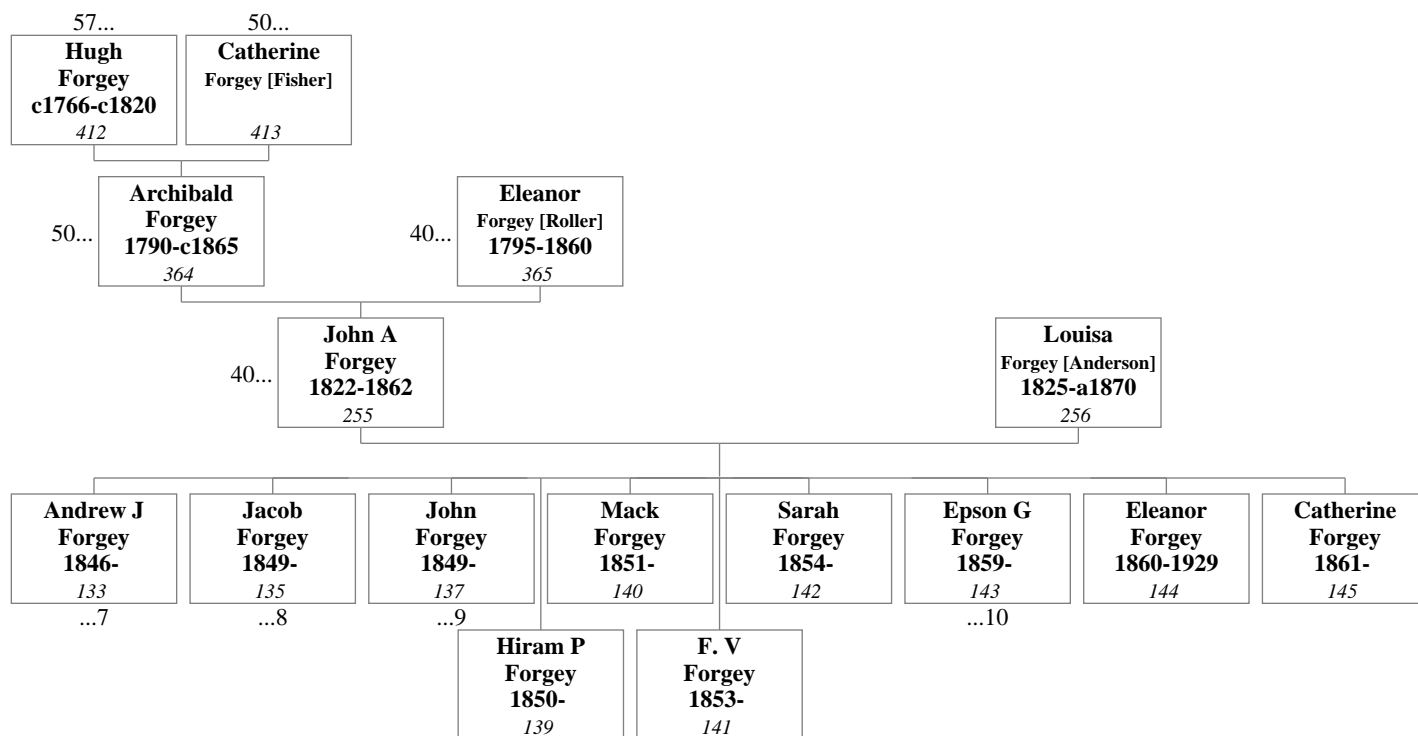 57...
50...
Hugh
Forgey
c1766-c1820
412
Catherine
Forgey [Fisher]
413
50...
Archibald
Forgey
1790-c1865
364
40...
Eleanor
Forgey [Roller]
1795-1860
365
40...
John A
Forgey
1822-1862
255
Louisa
Forgey [Anderson]
1825-a1870
256
Andrew J
Forgey
1846-
133
...7
Jacob
Forgey
1849-
135
...8
John
Forgey
1849-
137
...9
Mack
Forgey
1851-
140
Sarah
Forgey
1854-
142
Epson G
Forgey
1859-
143
...10
Eleanor
Forgey
1860-1929
144
Catherine
Forgey
1861-
145
Hiram P
Forgey
1850-
139
F. V
Forgey
1853-
141